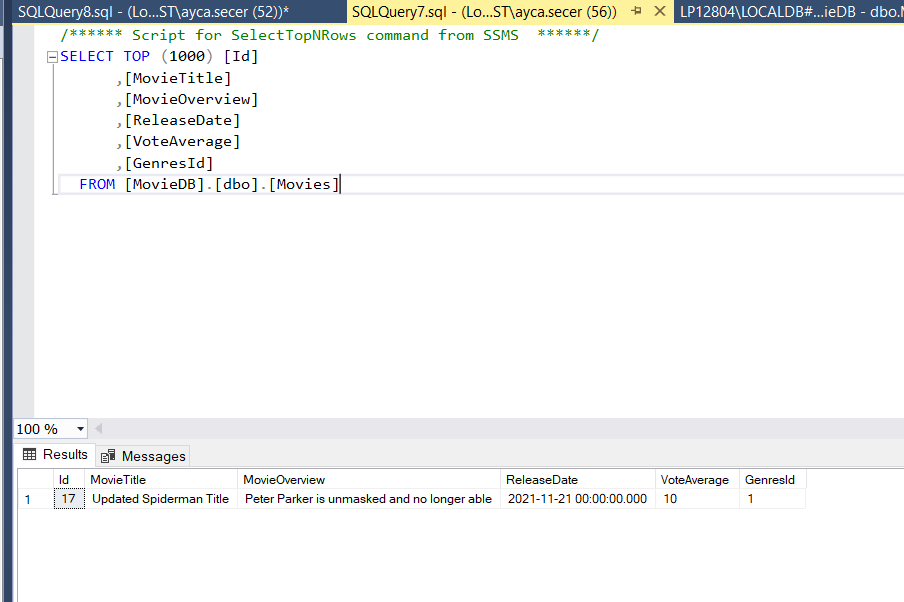 SQLQuery8.sql - (Lo...ST\ayca.secer (52))* SQLQuery7.sql - (Lo...ST\ayca.secer (56)) LP12804\LOCALDB#...ieDB - dbo.
/****** Script for SelectTopNRows command from SSMS ******/
SELECT TOP (1000) [Id]
,[MovieTitle]
,[MovieOverview]
,[ReleaseDate]
,[VoteAverage]
,[GenresId]
FROM [MovieDB].[dbo].[Movies]
100 %
Results Messages
Id MovieTitle MovieOverview ReleaseDate VoteAverage GenresId
1 17 Updated Spiderman Title Peter Parker is unmasked and no longer able 2021-11-21 00:00:00.000 10 1